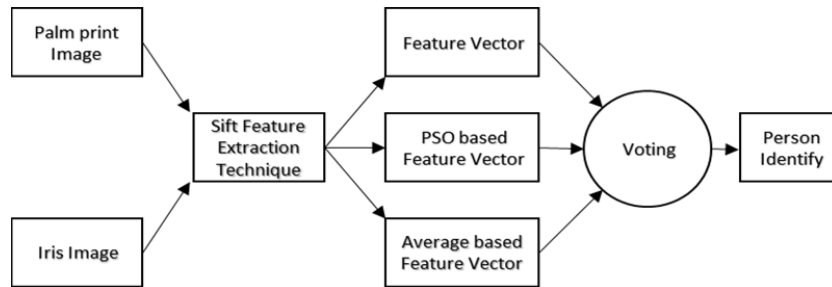 Palm print
Image
Iris Image
Sift Feature
Extraction
Technique
Feature Vector
PSO based
Feature Vector
Average based
Feature Vector
Voting
Person
Identify